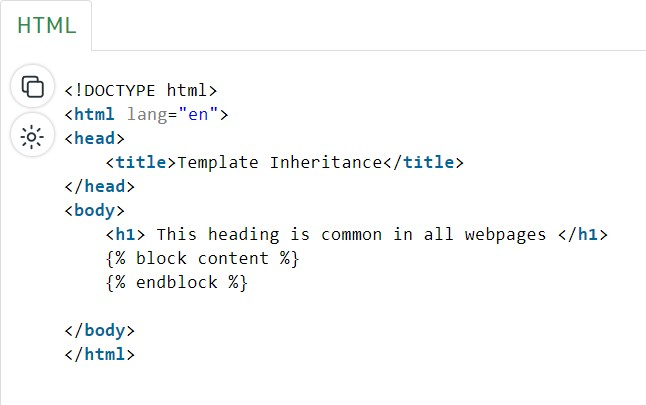 HTML
<!DOCTYPE html>
<html lang="en">
<head>
    <title>Template Inheritance</title>
</head>
<body>
    <h1> This heading is common in all webpages </h1>
    {% block content %}
    {% endblock %}

</body>
</html>